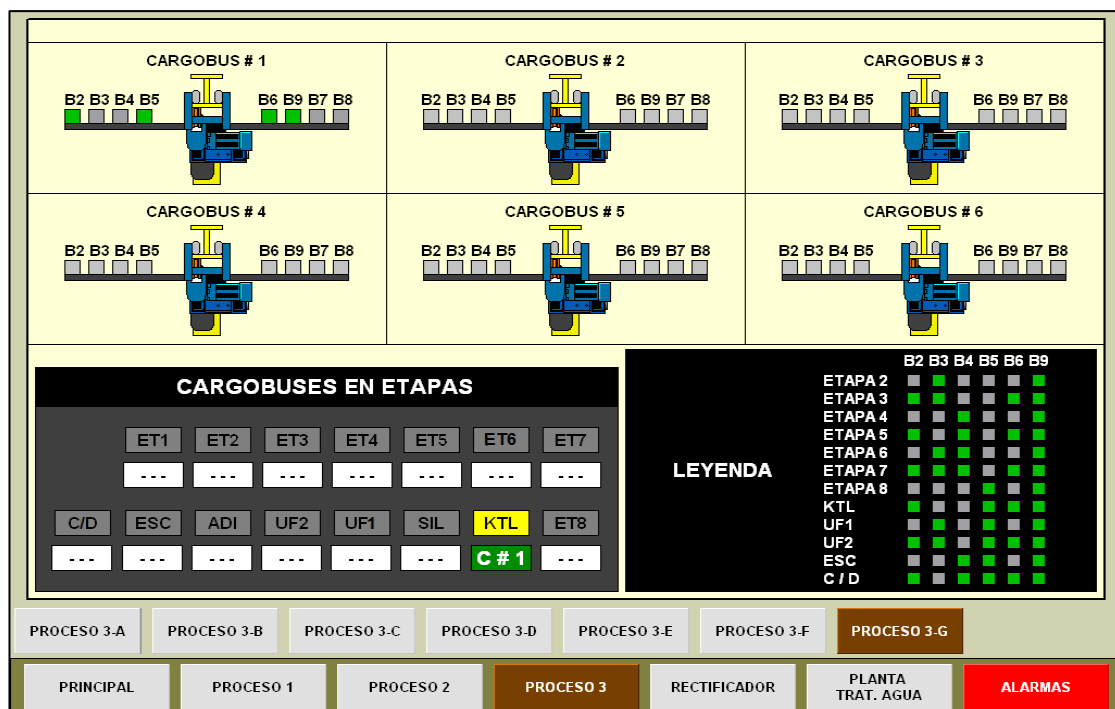 CARGOBUS # 1
B2 B3 B4 B5 B6 B9 B7 B8
CARGOBUS # 2
B2 B3 B4 B5 B6 B9 B7 B8
CARGOBUS # 3
B2 B3 B4 B5 B6 B9 B7 B8
CARGOBUS # 4
B2 B3 B4 B5 B6 B9 B7 B8
CARGOBUS # 5
B2 B3 B4 B5 B6 B9 B7 B8
CARGOBUS # 6
B2 B3 B4 B5 B6 B9 B7 B8
CARGOBUSES EN ETAPAS
ET1 ET2 ET3 ET4 ET5 ET6 ET7
--- --- --- --- --- --- ---
C/D ESC ADI UF2 UF1 SIL KTL ET8
--- --- --- --- --- --- C # 1 ---
LEYENDA
B2 B3 B4 B5 B6 B9
ETAPA 2
ETAPA 3
ETAPA 4
ETAPA 5
ETAPA 6
ETAPA 7
ETAPA 8
KTL
UF1
UF2
ESC
C / D
PROCESO 3-A PROCESO 3-B PROCESO 3-C PROCESO 3-D PROCESO 3-E PROCESO 3-F PROCESO 3-G
PRINCIPAL PROCESO 1 PROCESO 2 PROCESO 3 RECTIFICADOR PLANTA
TRAT. AGUA ALARMAS